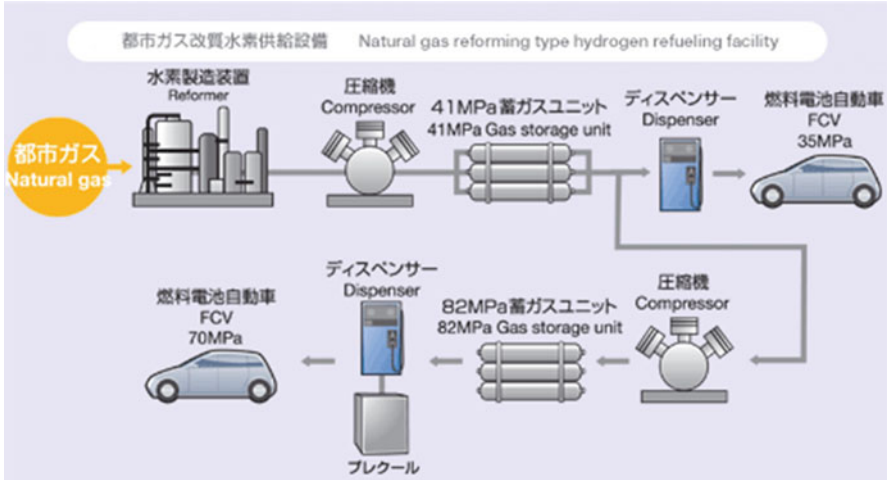 都市ガス改質水素供給設備 Natural gas reforming type hydrogen refueling facility
水素製造装置
Reformer
圧縮機
Compressor
41MPa蓄ガスユニット
41MPa Gas storage unit
ディスペンサー
Dispenser
燃料電池自動車
FCV
35MPa
都市ガス
Natural gas
燃料電池自動車
FCV
70MPa
ディスペンサー
Dispenser
82MPa蓄ガスユニット
82MPa Gas storage unit
圧縮機
Compressor
プレクール